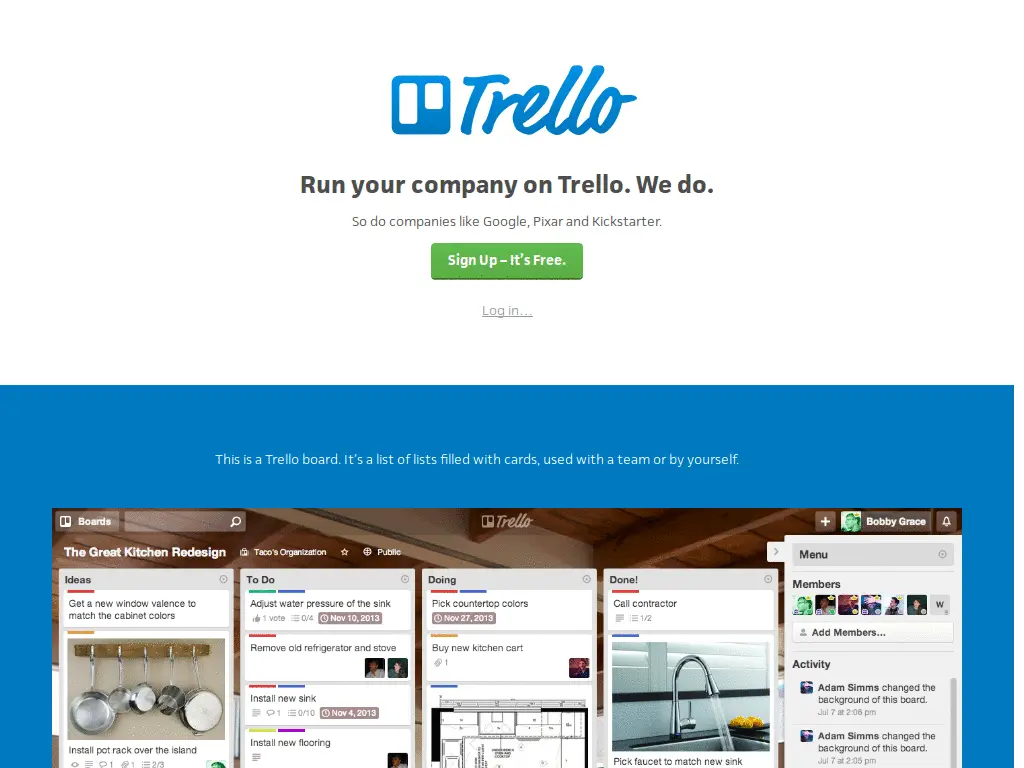 Trello
Run your company on Trello. We do.
So do companies like Google, Pixar and Kickstarter.
Sign Up – It's Free.
Log in…
This is a Trello board. It's a list of lists filled with cards, used with a team or by yourself.
Boards
Trello
Bobby Grace
The Great Kitchen Redesign
Taco's Organization
Public
Ideas
Get a new window valence to
match the cabinet colors
Install pot rack over the island
1 1 2/3
To Do
Adjust water pressure of the sink
1 vote 0/4 Nov 10, 2013
Remove old refrigerator and stove
Install new sink
1 0/10 Nov 4, 2013
Install new flooring
Doing
Pick countertop colors
Nov 27, 2013
Buy new kitchen cart
1
Done!
Call contractor
1/2
Pick faucet to match new sink
Menu
Members
W
Add Members…
Activity
Adam Simms changed the
background of this board.
Jul 7 at 2:06 pm
Adam Simms changed the
background of this board.
Jul 7 at 2:05 pm